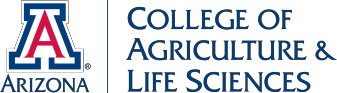 A®
ARIZONA
COLLEGE OF
AGRICULTURE &
LIFE SCIENCES